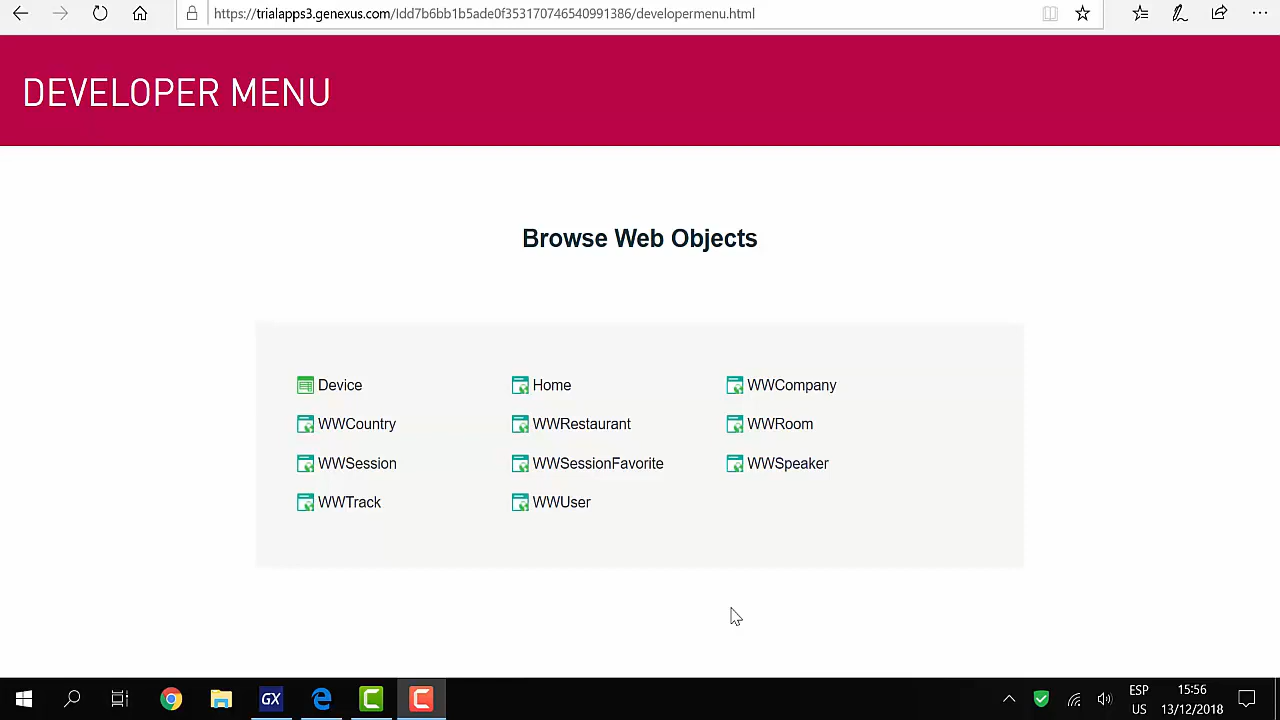 https://trialapps3.genexus.com/Idd7b6bb1b5ade0f353170746540991386/developermenu.html
DEVELOPER MENU
Browse Web Objects
Device Home WWCompany
WWCountry WWRestaurant WWRoom
WWSession WWSessionFavorite WWSpeaker
WWTrack WWUser
GX
ESP 15:56
US 13/12/2018